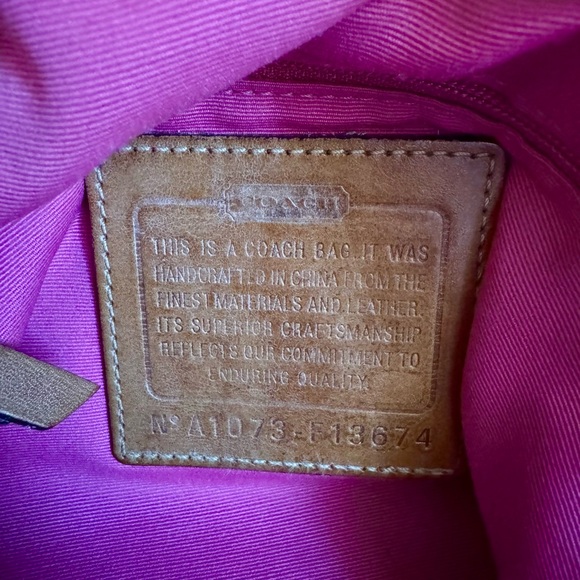 COACH
THIS IS A COACH BAG. IT WAS
HANDCRAFTED IN CHINA FROM THE
FINEST MATERIALS AND LEATHER.
ITS SUPERIOR CRAFTSMANSHIP
REFLECTS OUR COMMITMENT TO
ENDURING QUALITY.
Nº A1073-F13674